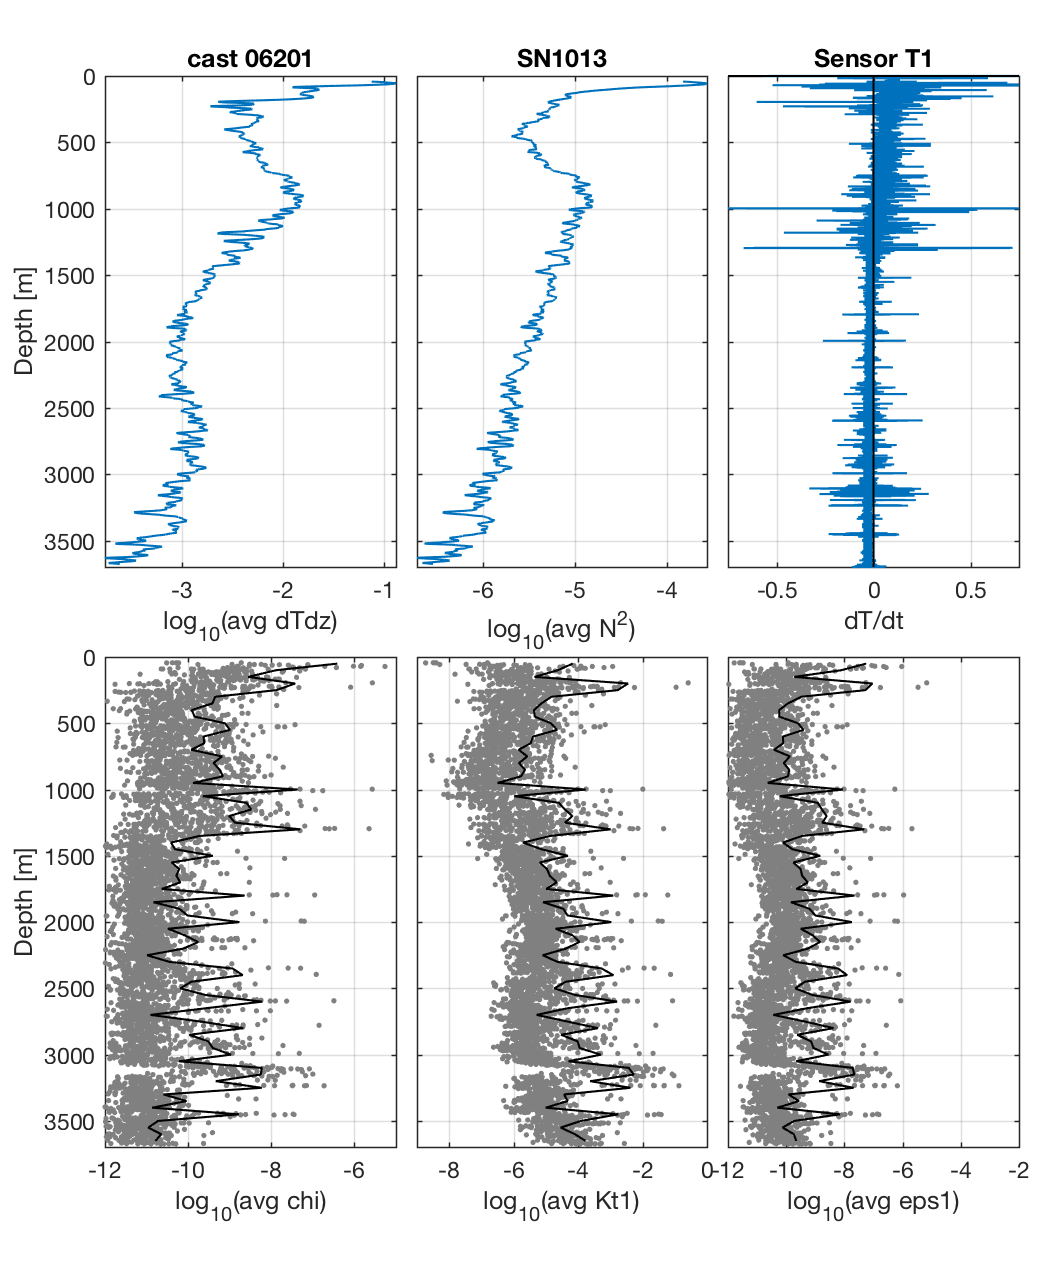 cast 06201
SN1013
Sensor T1
0
500
1000
1500
2000
2500
3000
3500
Depth [m]
-3 -2 -1
-6 -5 -4
-0.5 0 0.5
log10(avg dTdz)
log10(avg N2)
dT/dt
0
500
1000
1500
2000
2500
3000
3500
Depth [m]
-12 -10 -8 -6
-8 -6 -4 -2 0
-12 -10 -8 -6 -4 -2
log10(avg chi)
log10(avg Kt1)
log10(avg eps1)